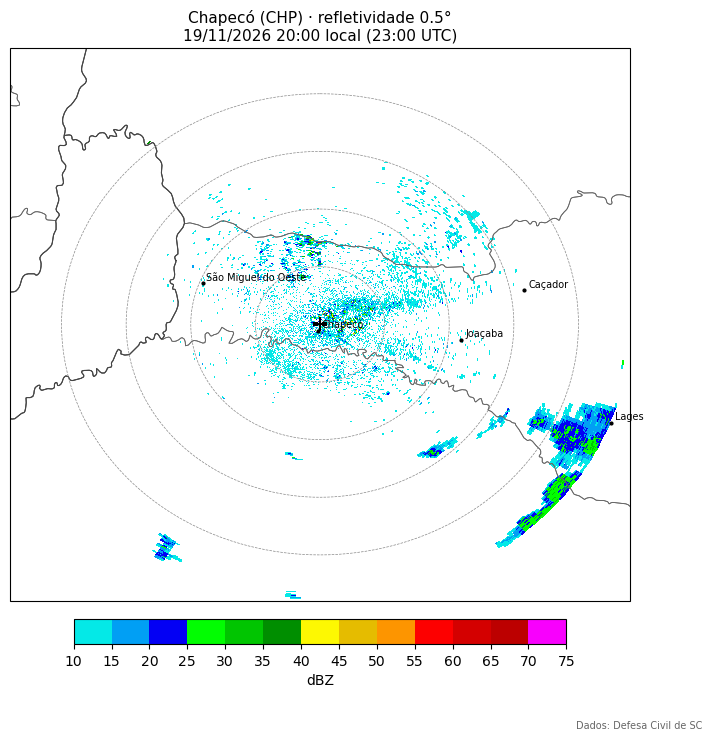 Chapecó (CHP) · refletividade 0.5°
19/11/2026 20:00 local (23:00 UTC)
São Miguel do Oeste
Caçador
Chapecó
Joaçaba
Lages
10 15 20 25 30 35 40 45 50 55 60 65 70 75
dBZ
Dados: Defesa Civil de SC